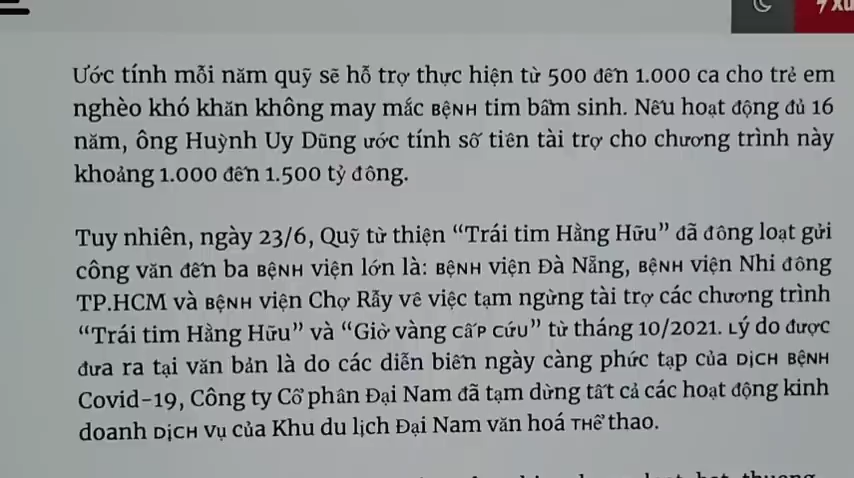 Ước tính mỗi năm quỹ sẽ hỗ trợ thực hiện từ 500 đến 1.000 ca cho trẻ em
nghèo khó khăn không may mắc BỆNH tim bẩm sinh. Nếu hoạt động đủ 16
năm, ông Huỳnh Uy Dũng ước tính số tiền tài trợ cho chương trình này
khoảng 1.000 đến 1.500 tỷ đồng.
Tuy nhiên, ngày 23/6, Quỹ từ thiện “Trái tim Hằng Hữu” đã đồng loạt gửi
công văn đến ba BỆNH viện lớn là: BỆNH viện Đà Nẵng, BỆNH viện Nhi đồng
TP.HCM và BỆNH viện Chợ Rẫy về việc tạm ngừng tài trợ các chương trình
“Trái tim Hằng Hữu” và “Giờ vàng CẤP CỨU” từ tháng 10/2021. Lý do được
đưa ra tại văn bản là do các diễn biến ngày càng phức tạp của DỊCH BỆNH
Covid-19, Công ty Cổ phần Đại Nam đã tạm dừng tất cả các hoạt động kinh
doanh DỊCH VỤ của Khu du lịch Đại Nam văn hoá THỂ thao.